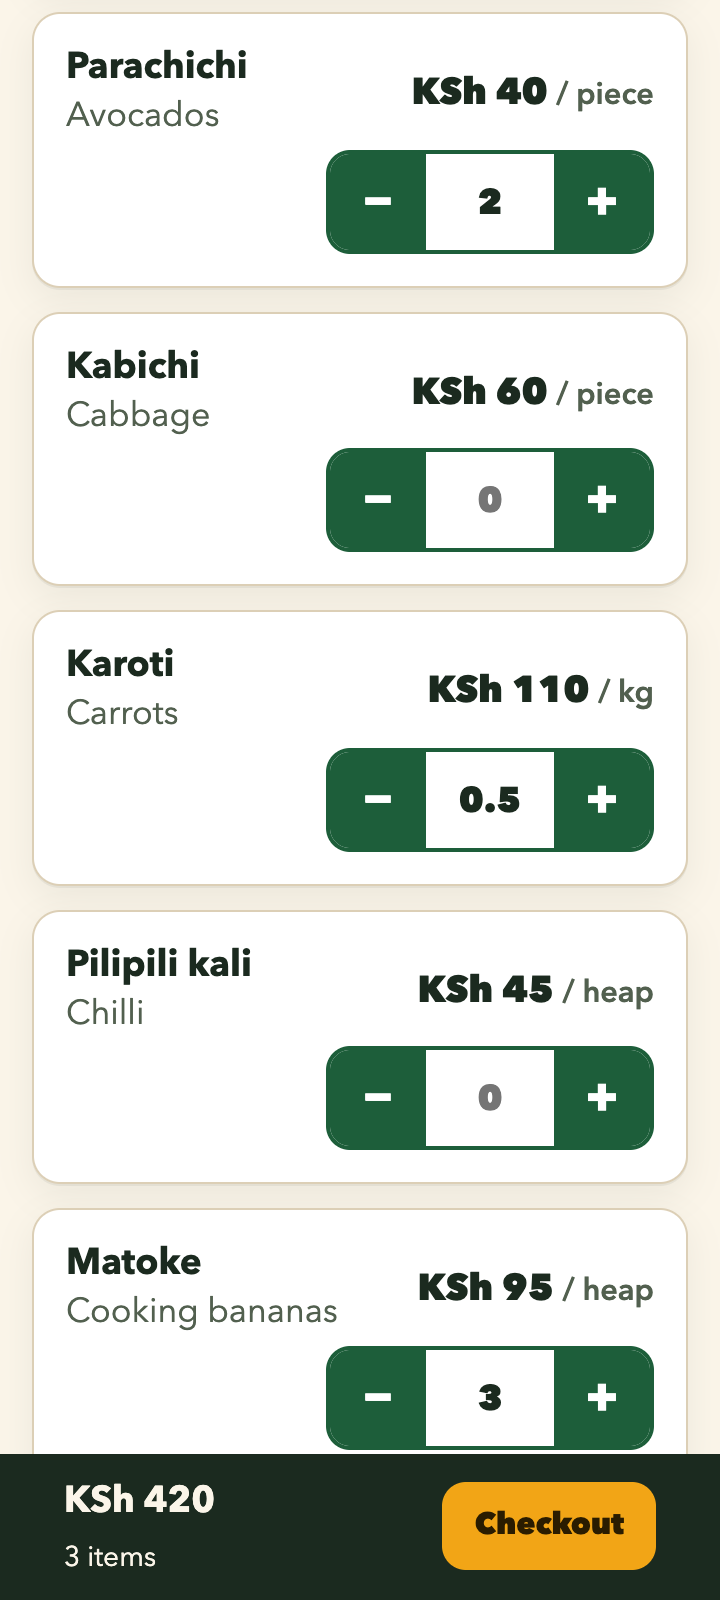 Parachichi
Avocados
KSh 40 / piece
− 2 +
Kabichi
Cabbage
KSh 60 / piece
− 0 +
Karoti
Carrots
KSh 110 / kg
− 0.5 +
Pilipili kali
Chilli
KSh 45 / heap
− 0 +
Matoke
Cooking bananas
KSh 95 / heap
− 3 +
KSh 420
3 items
Checkout